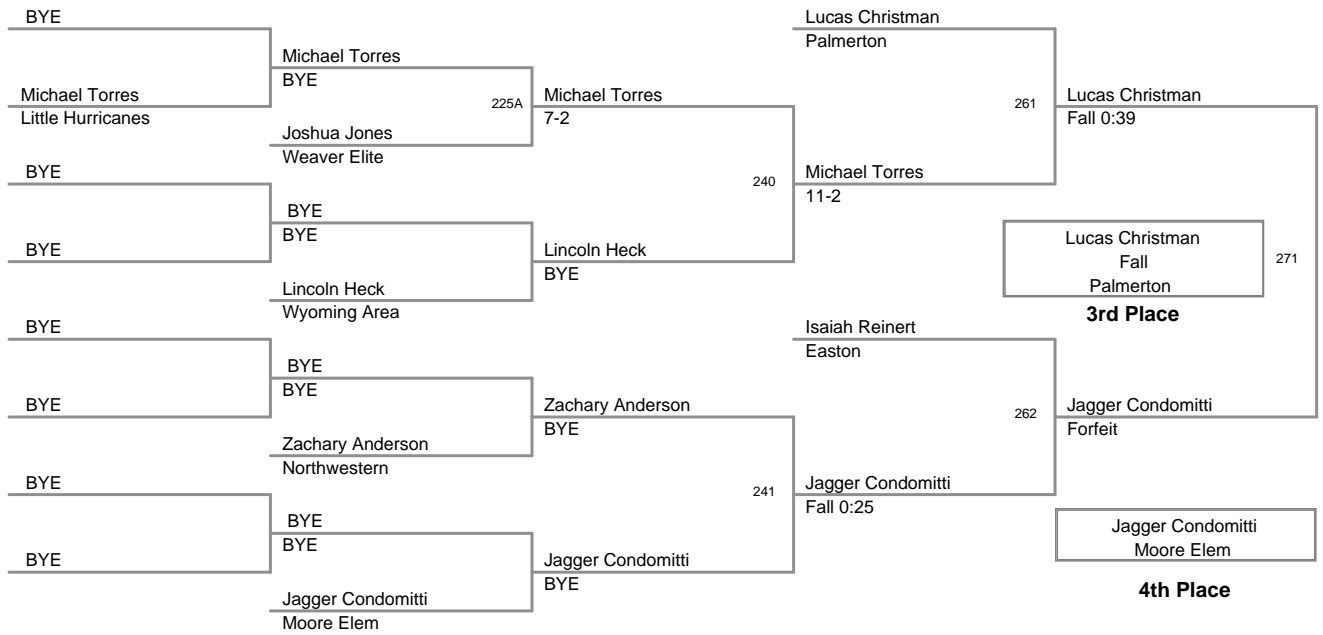 BYE
Michael Torres
Little Hurricanes
BYE
BYE
BYE
BYE
BYE
BYE
Michael Torres
BYE
Joshua Jones
Weaver Elite
BYE
BYE
Lincoln Heck
Wyoming Area
BYE
BYE
Zachary Anderson
Northwestern
BYE
BYE
Jagger Condomitti
Moore Elem
225A
Michael Torres
7-2
Lincoln Heck
BYE
Zachary Anderson
BYE
Jagger Condomitti
BYE
240
241
Lucas Christman
Palmerton
Michael Torres
11-2
Isaiah Reinert
Easton
Jagger Condomitti
Fall 0:25
261
262
Lucas Christman
Fall 0:39
Jagger Condomitti
Forfeit
271
Lucas Christman
Fall
Palmerton
3rd Place
Jagger Condomitti
Moore Elem
4th Place